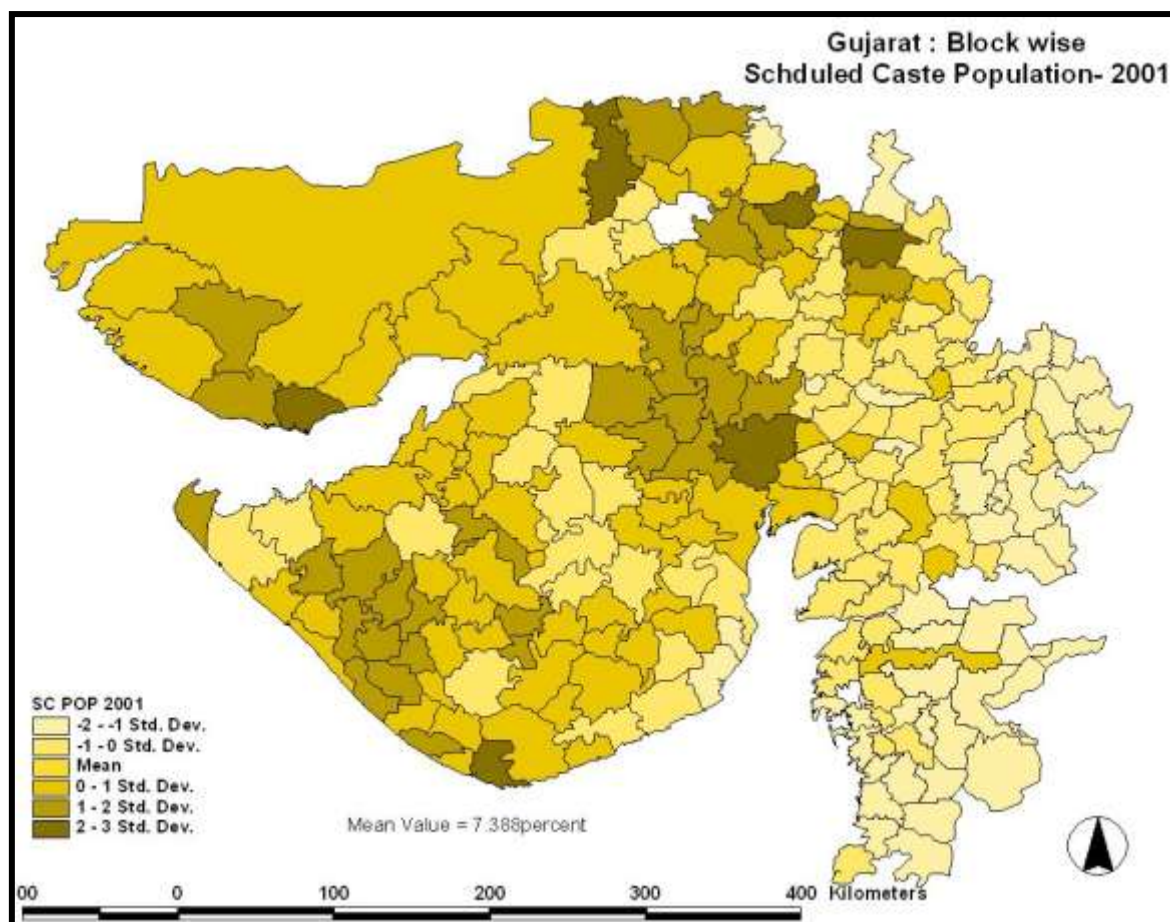 Gujarat : Block wise
Schduled Caste Population- 2001
SC POP 2001
-2 - -1 Std. Dev.
-1 - 0 Std. Dev.
Mean
0 - 1 Std. Dev.
1 - 2 Std. Dev.
2 - 3 Std. Dev.
Mean Value = 7.388percent
00 0 100 200 300 400 Kilometers